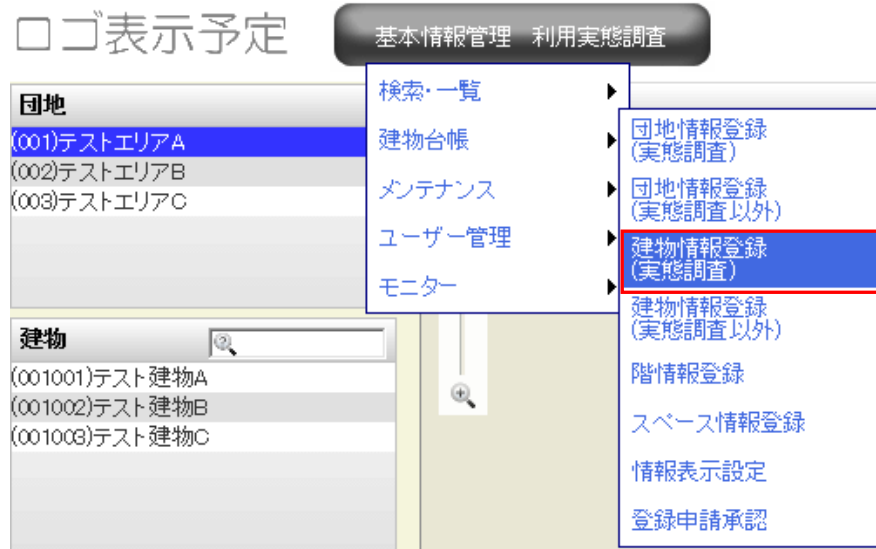 ロゴ表示予定
基本情報管理 利用実態調査
団地
(001)テストエリアA
(002)テストエリアB
(003)テストエリアC
検索・一覧
建物台帳
メンテナンス
ユーザー管理
モニター
団地情報登録
(実態調査)
団地情報登録
(実態調査以外)
建物情報登録
(実態調査)
建物情報登録
(実態調査以外)
階情報登録
スペース情報登録
情報表示設定
登録申請承認
建物
(001001)テスト建物A
(001002)テスト建物B
(001003)テスト建物C